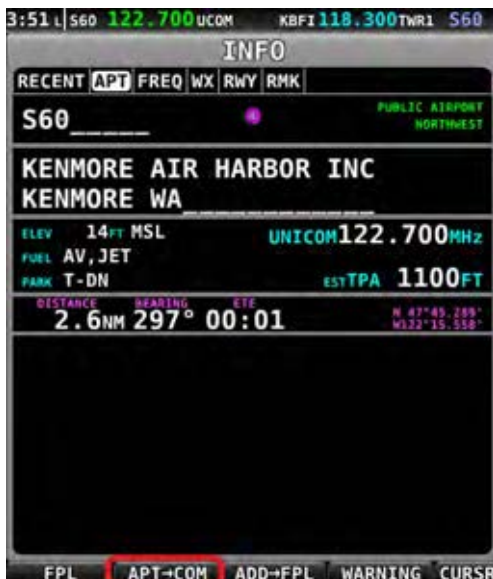 3:51 L S60 122.700 UCOM KBFI 118.300 TWR1 S60
INFO
RECENT APT FREQ WX RWY RMK
S60_____ PUBLIC AIRPORT
NORTHWEST
KENMORE AIR HARBOR INC
KENMORE WA____________
ELEV 14FT MSL UNICOM 122.700MHz
FUEL AV,JET
PARK T-DN EST TPA 1100FT
DISTANCE BEARING ETE
2.6NM 297° 00:01 N 47°45.289'
W122°15.558'
FPL APT→COM ADD→FPL WARNING CURSR